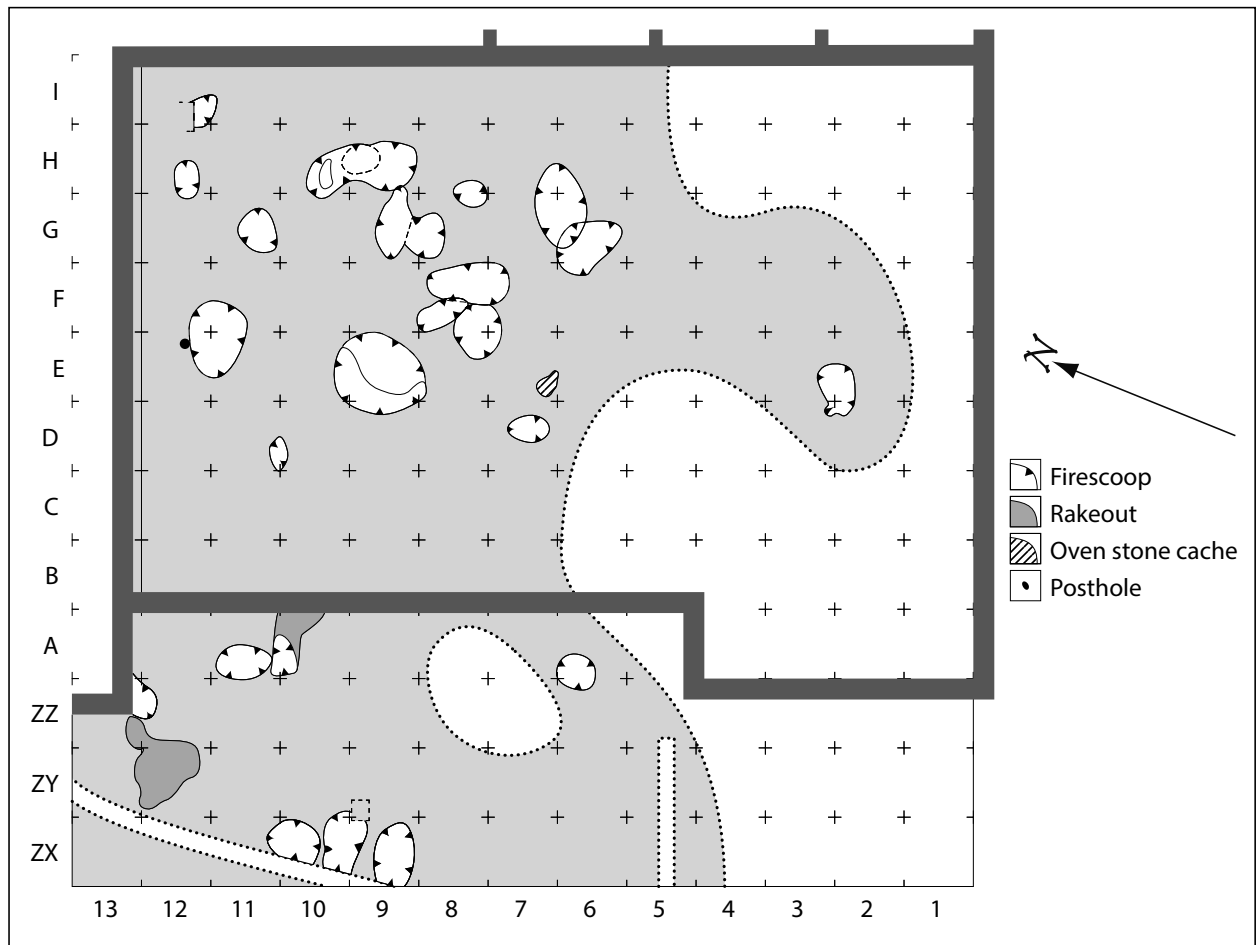 I
H
G
F
E
D
C
B
A
ZZ
ZY
ZX
13 12 11 10 9 8 7 6 5 4 3 2 1
N
Firescoop
Rakeout
Oven stone cache
Posthole